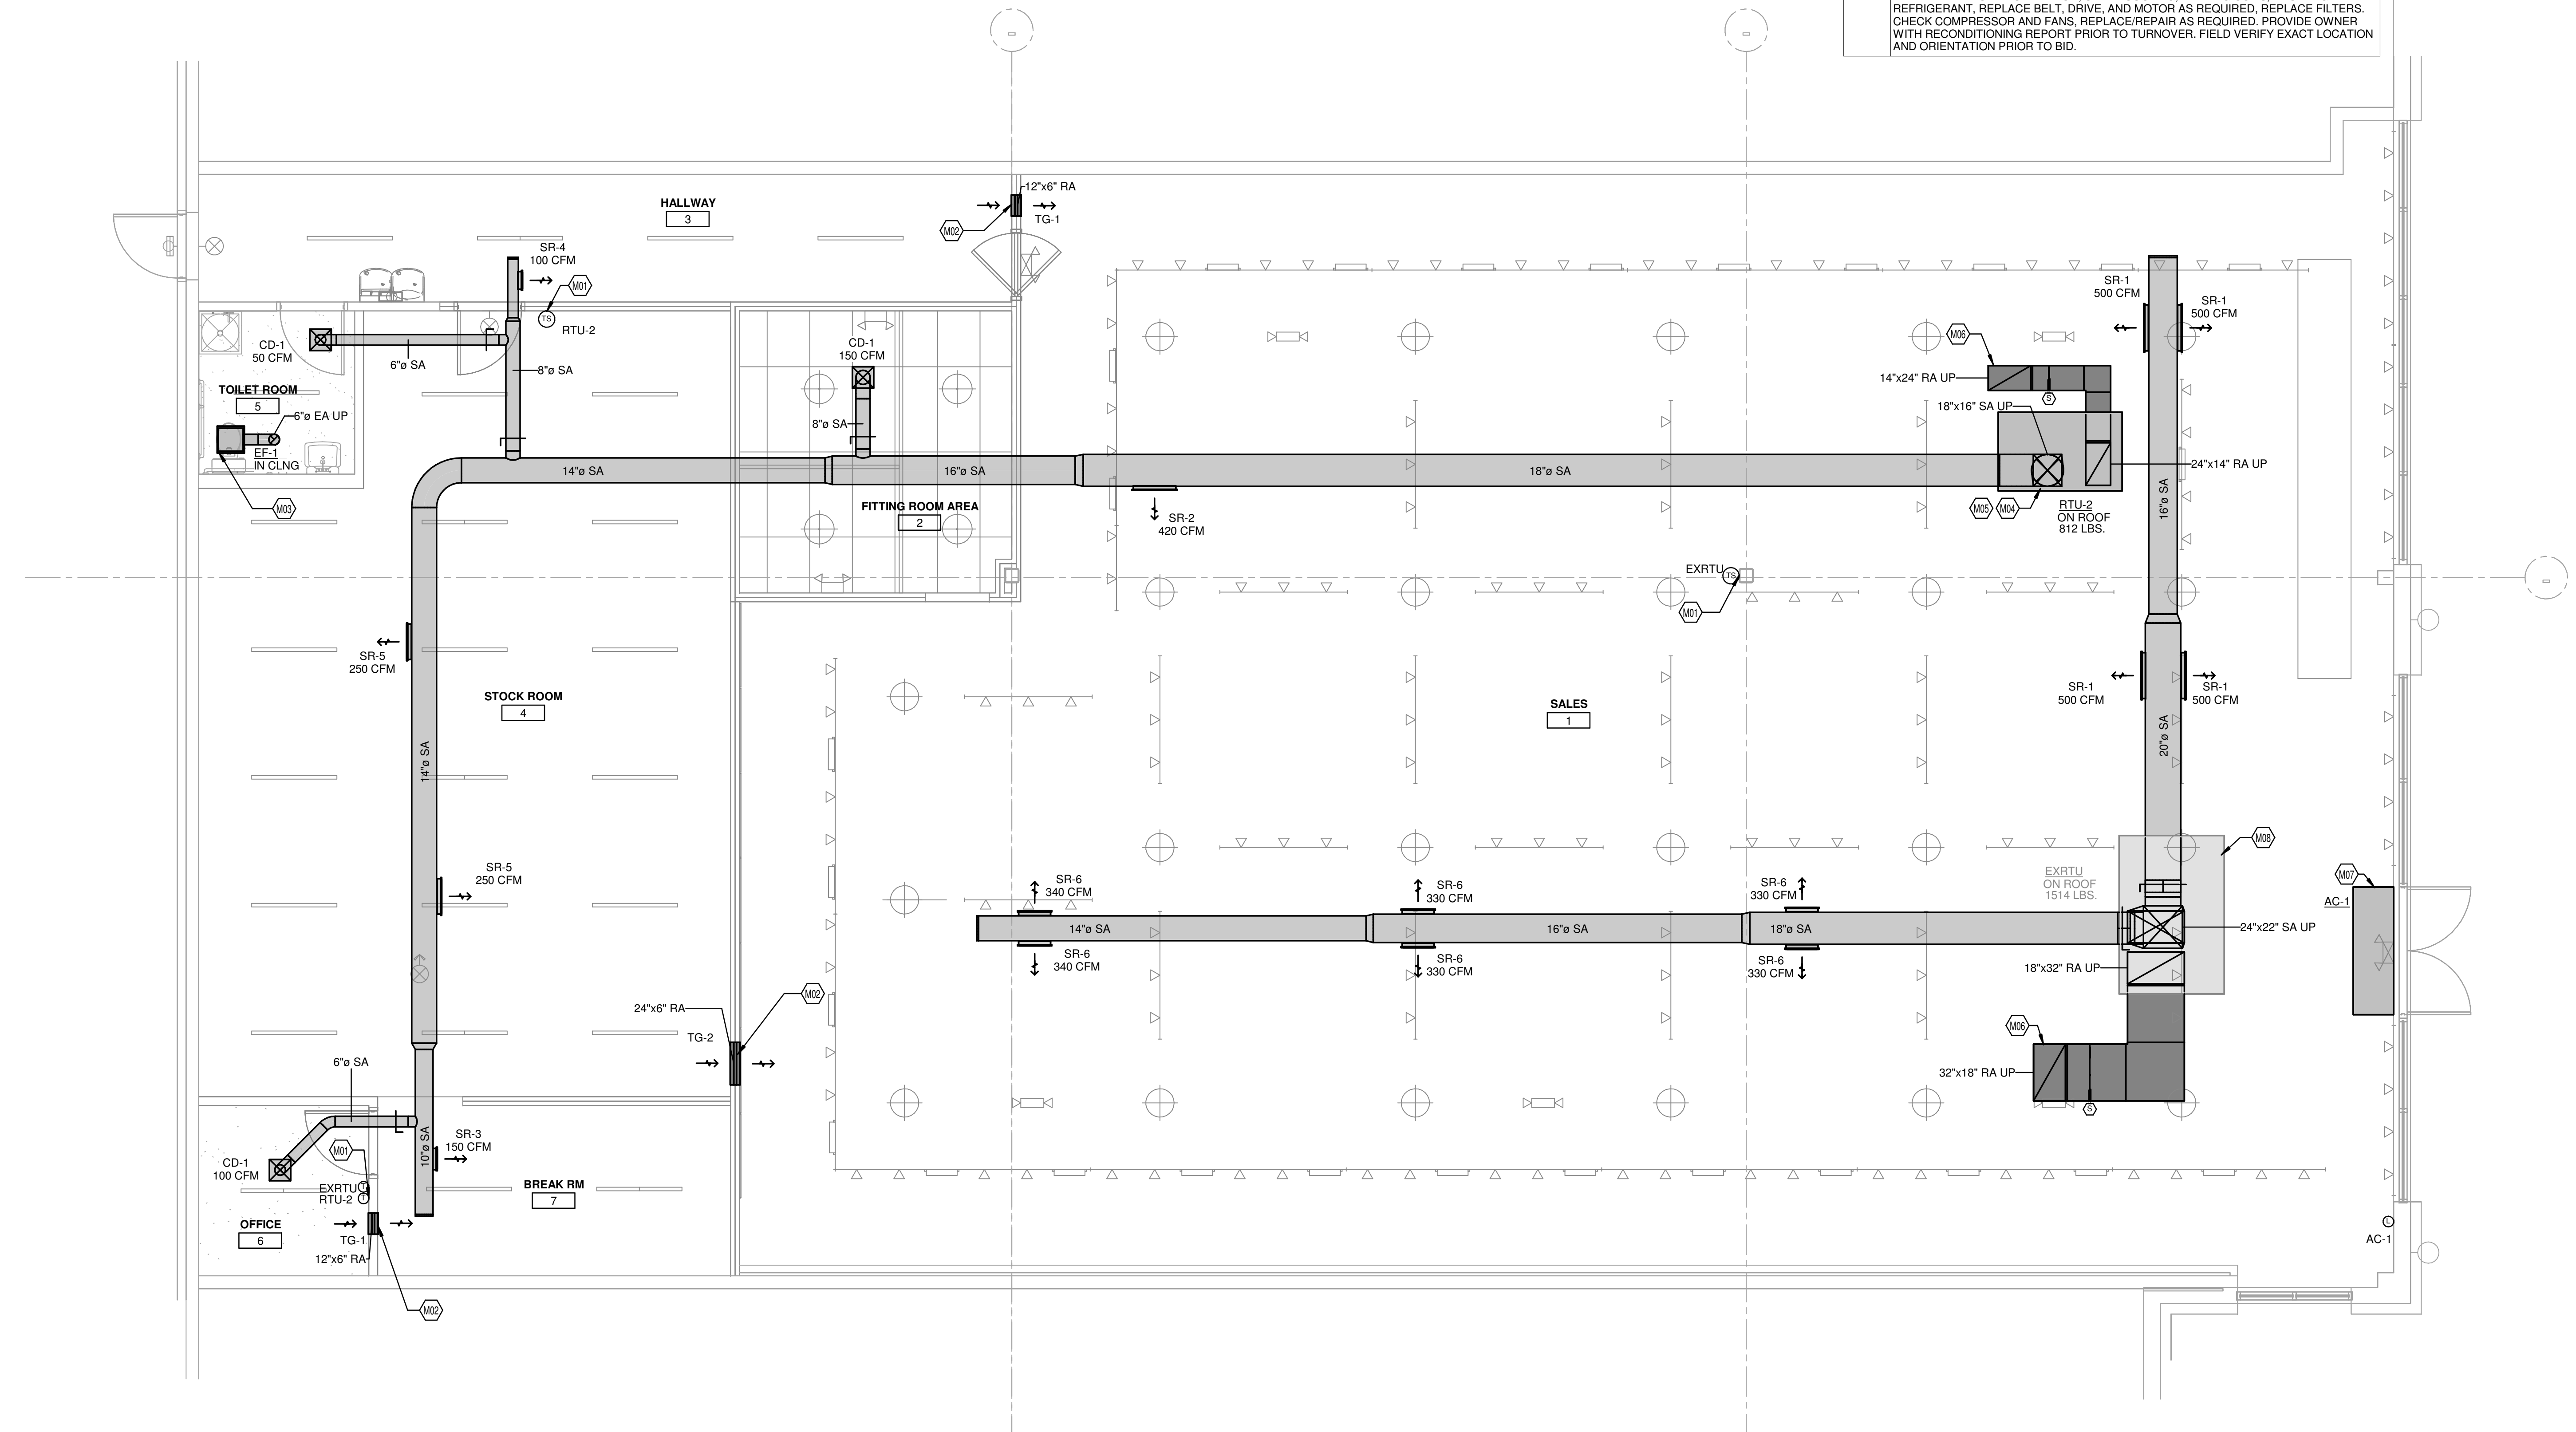 REFRIGERANT, REPLACE BELT, DRIVE, AND MOTOR AS REQUIRED, REPLACE FILTERS.
CHECK COMPRESSOR AND FANS, REPLACE/REPAIR AS REQUIRED. PROVIDE OWNER
WITH RECONDITIONING REPORT PRIOR TO TURNOVER. FIELD VERIFY EXACT LOCATION
AND ORIENTATION PRIOR TO BID.
12"x6" RA
TG-1
M02
HALLWAY
3
SR-4
100 CFM
M01
TS
RTU-2
CD-1
50 CFM
6"ø SA
8"ø SA
TOILET ROOM
5
6"ø EA UP
EF-1
IN CLNG
M03
CD-1
150 CFM
8"ø SA
14"ø SA
16"ø SA
18"ø SA
FITTING ROOM AREA
2
SR-2
420 CFM
SR-1
500 CFM
SR-1
500 CFM
M06
14"x24" RA UP
S
18"x16" SA UP
24"x14" RA UP
M05
M04
RTU-2
ON ROOF
812 LBS.
16"ø SA
EXRTU
TS
M01
SR-5
250 CFM
STOCK ROOM
4
14"ø SA
SR-5
250 CFM
SALES
1
SR-1
500 CFM
SR-1
500 CFM
20"ø SA
M08
EXRTU
ON ROOF
1514 LBS.
M07
AC-1
SR-6
340 CFM
SR-6
330 CFM
SR-6
330 CFM
14"ø SA
16"ø SA
18"ø SA
24"x22" SA UP
SR-6
340 CFM
SR-6
330 CFM
SR-6
330 CFM
18"x32" RA UP
24"x6" RA
M02
TG-2
M06
32"x18" RA UP
S
6"ø SA
M01
10"ø SA
SR-3
150 CFM
CD-1
100 CFM
EXRTU
T
RTU-2
T
BREAK RM
7
OFFICE
6
TG-1
12"x6" RA
M02
L
AC-1